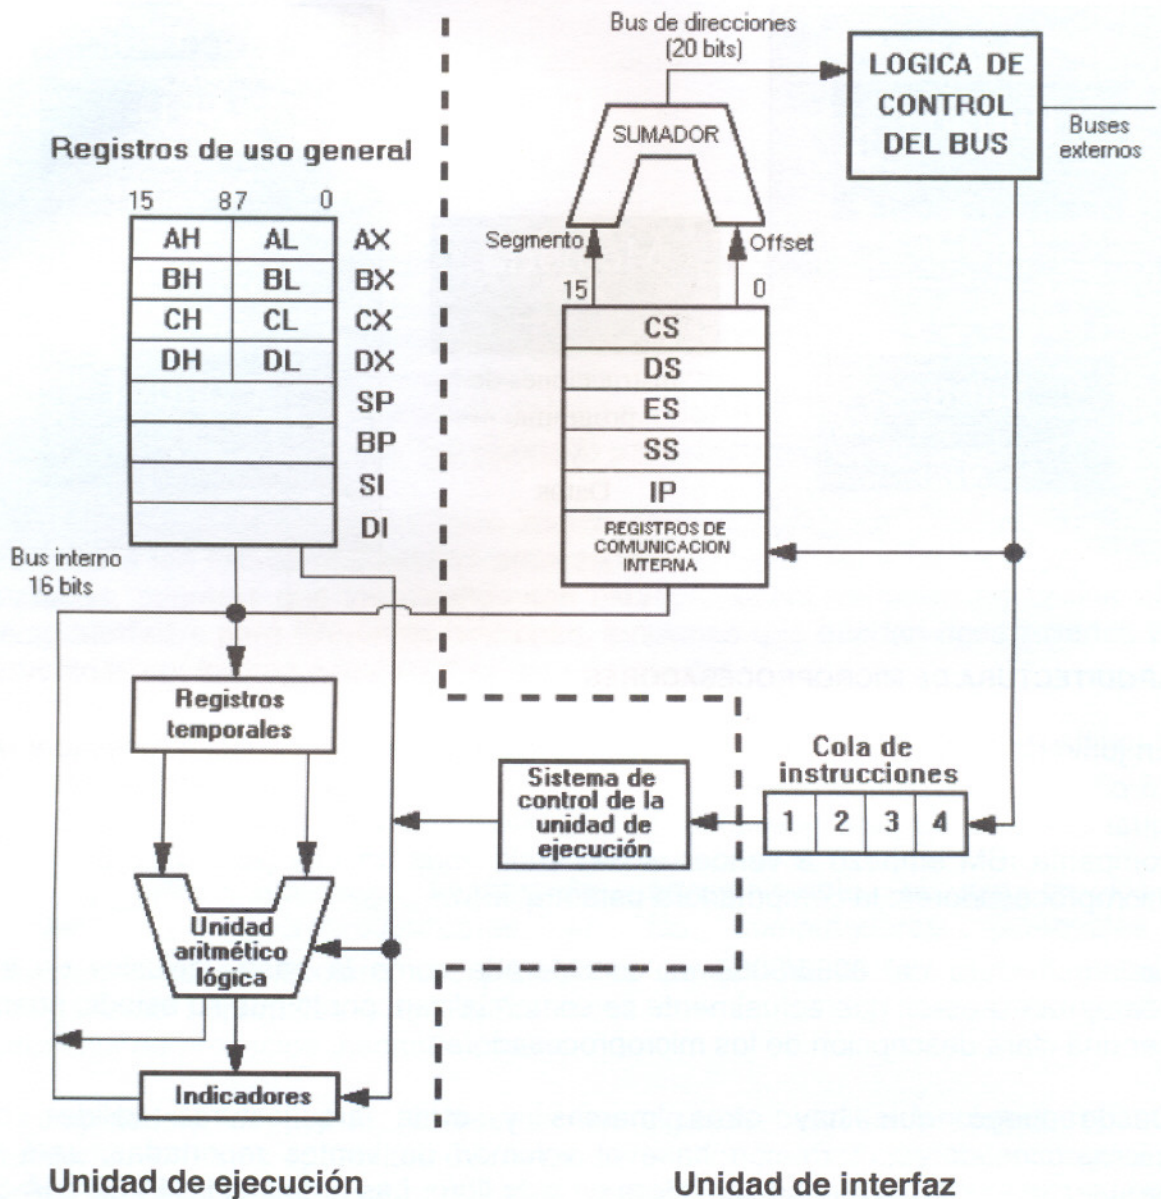 Bus de direcciones
(20 bits)
LOGICA DE
CONTROL
DEL BUS
Buses
externos
SUMADOR
Registros de uso general
15 87 0
AH AL AX
BH BL BX
CH CL CX
DH DL DX
SP
BP
SI
DI
Segmento
Offset
15 0
CS
DS
ES
SS
IP
REGISTROS DE
COMUNICACION
INTERNA
Bus interno
16 bits
Registros
temporales
Sistema de
control de la
unidad de
ejecución
Cola de
instrucciones
1 2 3 4
Unidad
aritmético
lógica
Indicadores
Unidad de ejecución
Unidad de interfaz